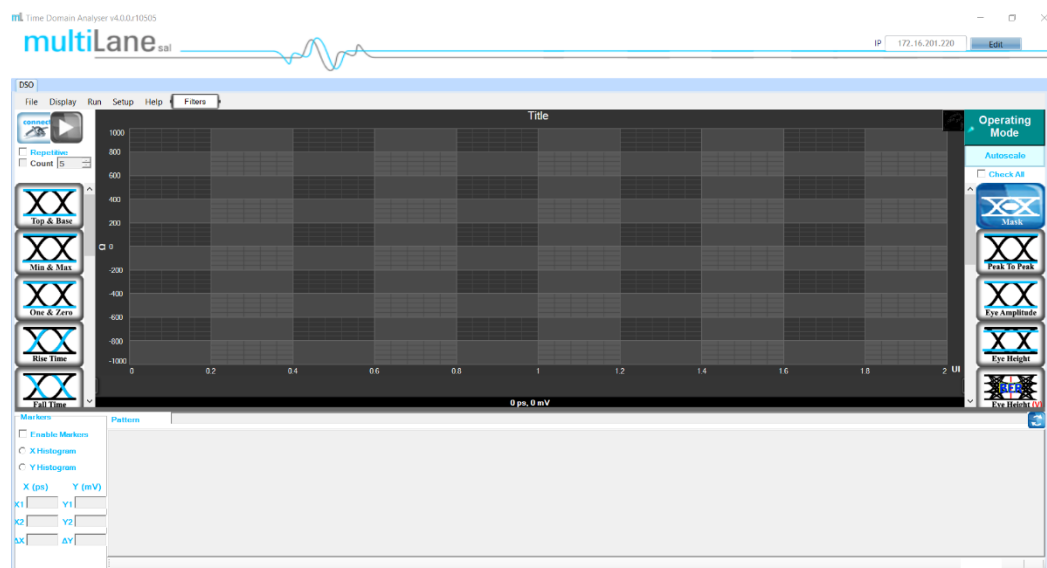 mL Time Domain Analyser v4.0.0.r10505
multiLane sal
IP 172.16.201.220 Edit
DSO
File Display Run Setup Help Filters
connect
Repetitive
Count 5
Top & Base
Min & Max
One & Zero
Rise Time
Fall Time
Title
1000
800
600
400
200
0
-200
-400
-600
-800
-1000
0 0.2 0.4 0.6 0.8 1 1.2 1.4 1.6 1.8 2 UI
0 ps, 0 mV
Operating
Mode
Autoscale
Check All
Mask
Peak To Peak
Eye Amplitude
Eye Height
BER
Eye Height (V)
Markers
Enable Markers
X Histogram
Y Histogram
X (ps) Y (mV)
X1 Y1
X2 Y2
ΔX ΔY
Pattern